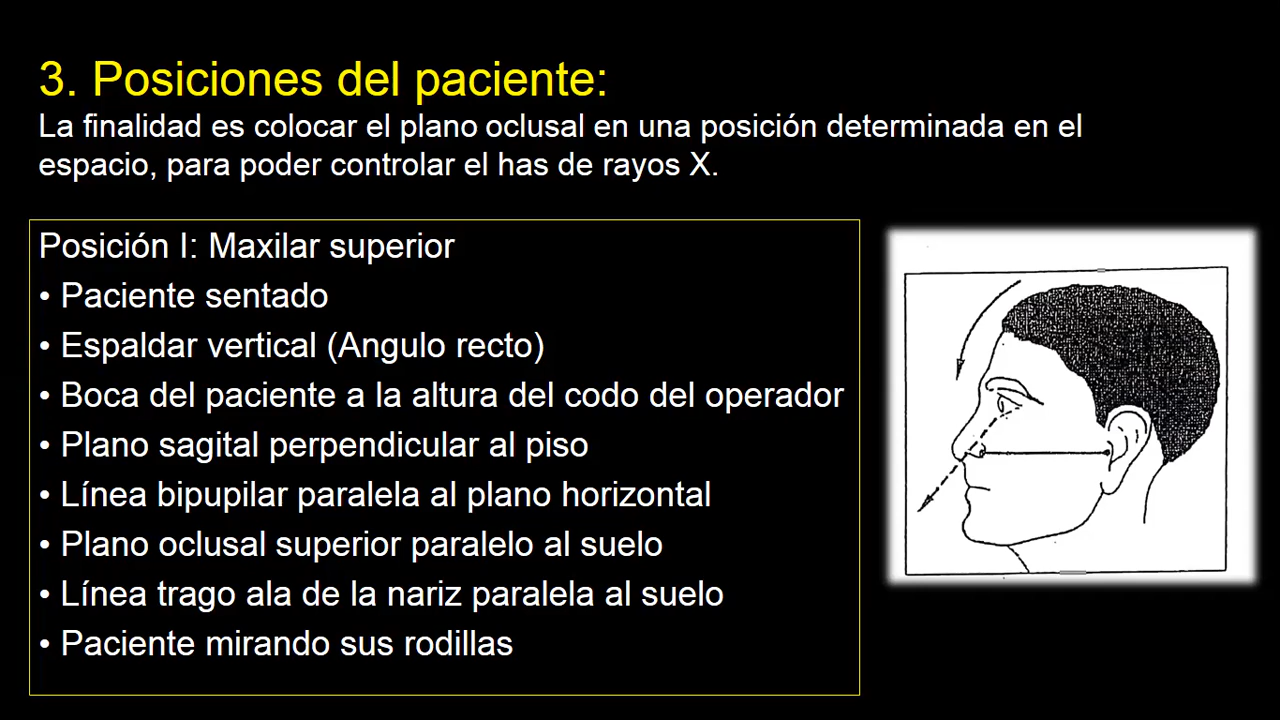 3. Posiciones del paciente:
La finalidad es colocar el plano oclusal en una posición determinada en el
espacio, para poder controlar el has de rayos X.
Posición I: Maxilar superior
• Paciente sentado
• Espaldar vertical (Angulo recto)
• Boca del paciente a la altura del codo del operador
• Plano sagital perpendicular al piso
• Línea bipupilar paralela al plano horizontal
• Plano oclusal superior paralelo al suelo
• Línea trago ala de la nariz paralela al suelo
• Paciente mirando sus rodillas